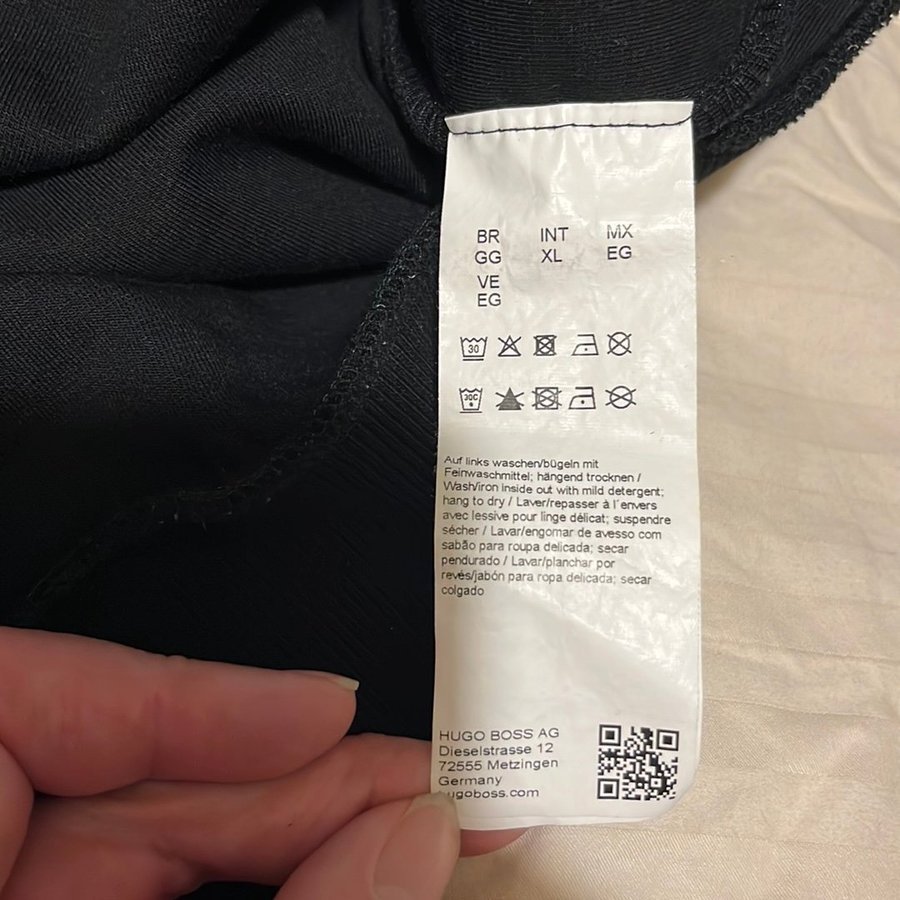 BR INT MX
GG XL EG
VE
EG
30
30C
Auf links waschen/bügeln mit
Feinwaschmittel; hängend trocknen /
Wash/iron inside out with mild detergent;
hang to dry / Laver/repasser à l´envers
avec lessive pour linge délicat; suspendre
sécher / Lavar/engomar de avesso com
sabão para roupa delicada; secar
pendurado / Lavar/planchar por
revés/jabón para ropa delicada; secar
colgado
HUGO BOSS AG
Dieselstrasse 12
72555 Metzingen
Germany
hugoboss.com